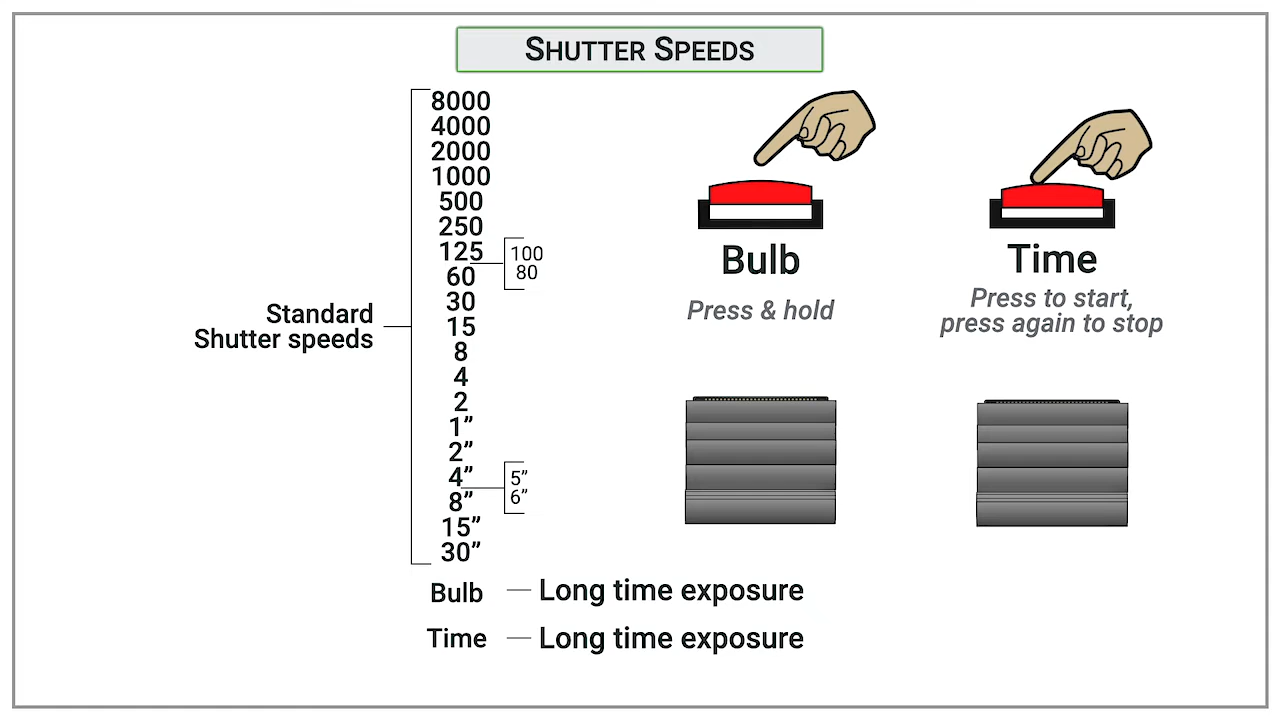 SHUTTER SPEEDS
8000
4000
2000
1000
500
250
125
60
30
15
8
4
2
1”
2”
4”
8”
15”
30”
100
80
5”
6”
Standard
Shutter speeds
Bulb — Long time exposure
Time — Long time exposure
Bulb
Press & hold
Time
Press to start,
press again to stop